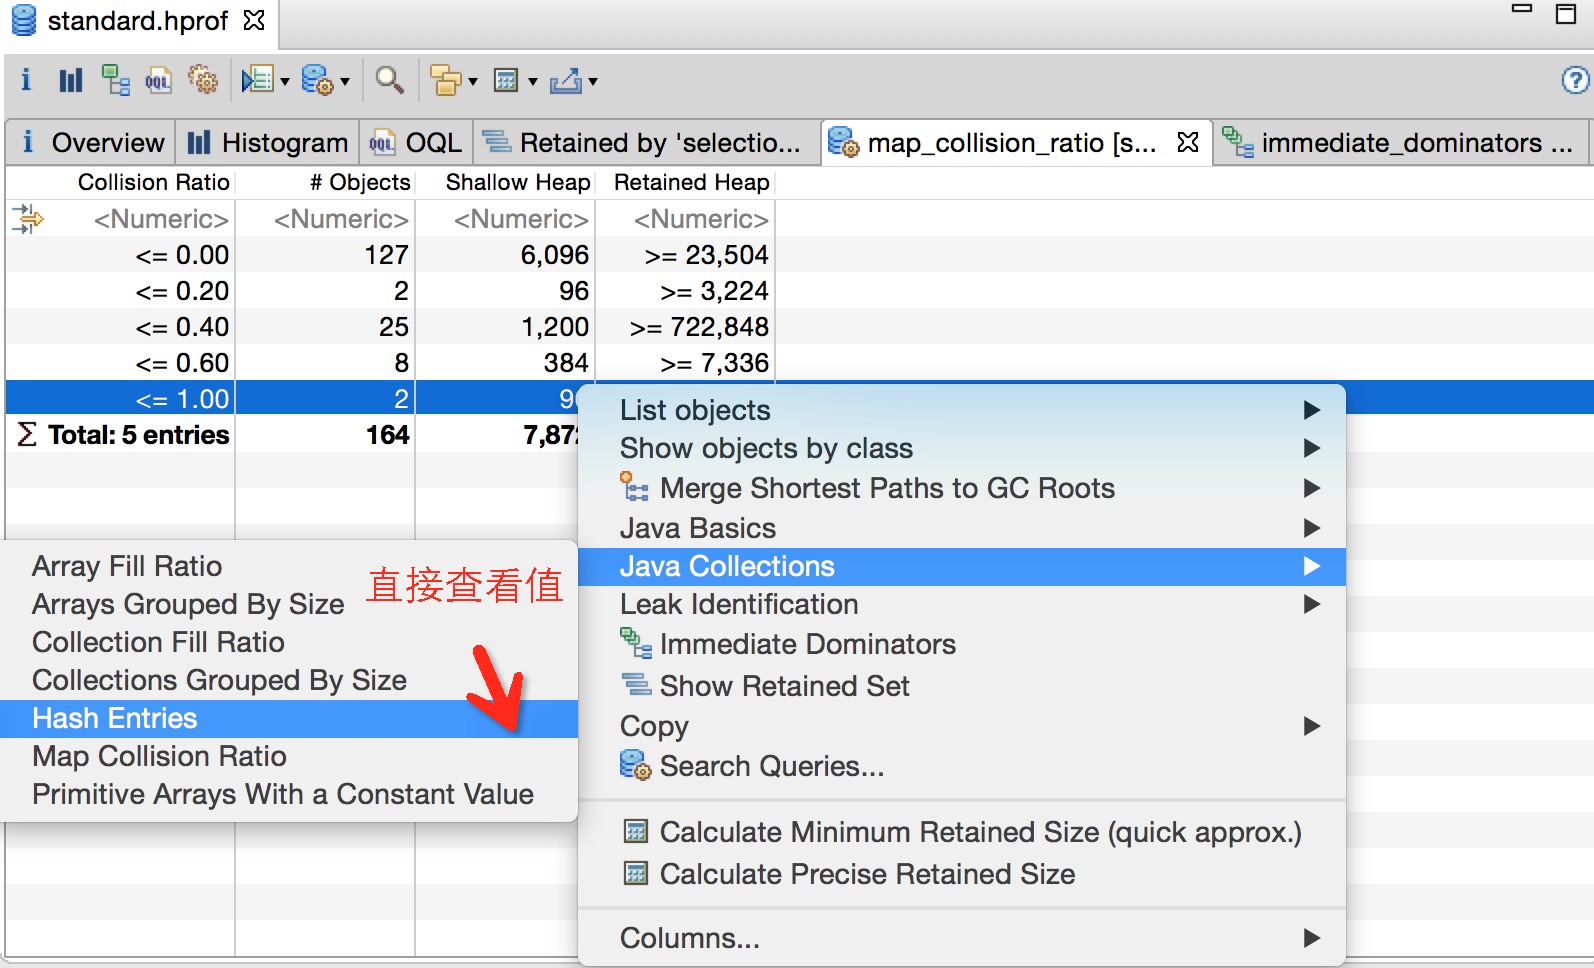 standard.hprof
i OQL
i Overview Histogram OQL OQL Retained by 'selectio... map_collision_ratio [s... immediate_dominators ...
Collision Ratio # Objects Shallow Heap Retained Heap
<Numeric> <Numeric> <Numeric> <Numeric>
<= 0.00 127 6,096 >= 23,504
<= 0.20 2 96 >= 3,224
<= 0.40 25 1,200 >= 722,848
<= 0.60 8 384 >= 7,336
<= 1.00 2
Σ Total: 5 entries 164
List objects
Show objects by class
Merge Shortest Paths to GC Roots
Java Basics
Java Collections
Leak Identification
Immediate Dominators
Show Retained Set
Copy
Search Queries...
Calculate Minimum Retained Size (quick approx.)
Calculate Precise Retained Size
Columns...
Array Fill Ratio
Arrays Grouped By Size
Collection Fill Ratio
Collections Grouped By Size
Hash Entries
Map Collision Ratio
Primitive Arrays With a Constant Value
直接查看值